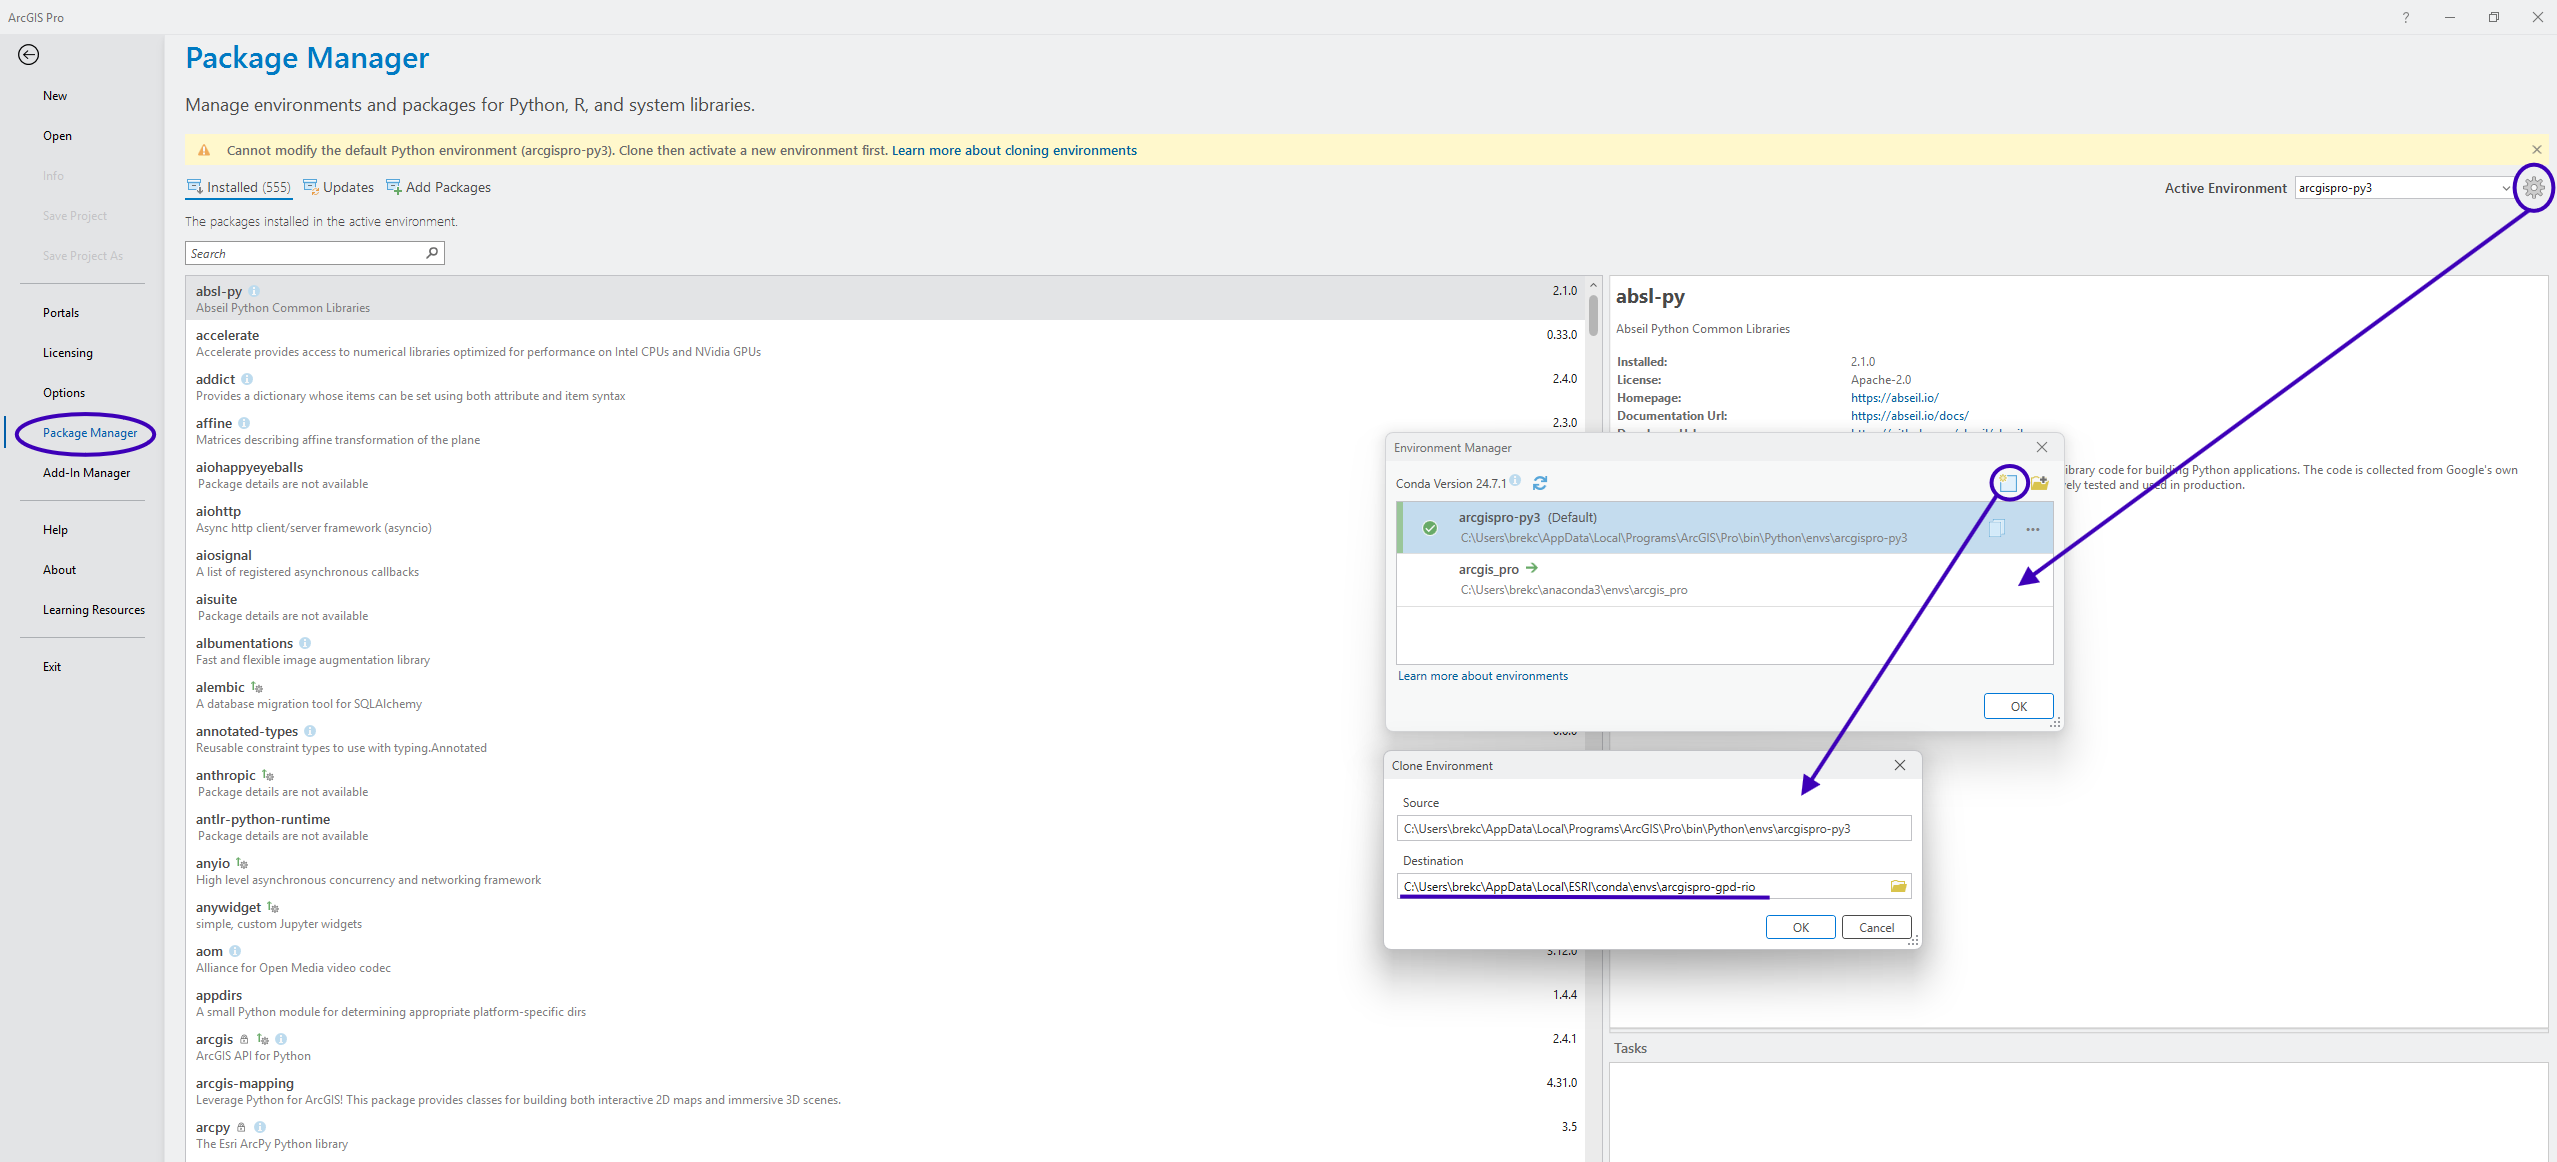 ArcGIS Pro
?
New
Open
Info
Save Project
Save Project As
Portals
Licensing
Options
Package Manager
Add-In Manager
Help
About
Learning Resources
Exit
Package Manager
Manage environments and packages for Python, R, and system libraries.
Cannot modify the default Python environment (arcgispro-py3). Clone then activate a new environment first. Learn more about cloning environments
Installed (555) Updates Add Packages
Active Environment arcgispro-py3
The packages installed in the active environment.
Search
absl-py 2.1.0
Abseil Python Common Libraries
accelerate 0.33.0
Accelerate provides access to numerical libraries optimized for performance on Intel CPUs and NVidia GPUs
addict 2.4.0
Provides a dictionary whose items can be set using both attribute and item syntax
affine 2.3.0
Matrices describing affine transformation of the plane
aiohappyeyeballs
Package details are not available
aiohttp
Async http client/server framework (asyncio)
aiosignal
A list of registered asynchronous callbacks
aisuite
Package details are not available
albumentations
Fast and flexible image augmentation library
alembic
A database migration tool for SQLAlchemy
annotated-types
Reusable constraint types to use with typing.Annotated
anthropic
Package details are not available
antlr-python-runtime
Package details are not available
anyio
High level asynchronous concurrency and networking framework
anywidget
simple, custom Jupyter widgets
aom 3.12.0
Alliance for Open Media video codec
appdirs 1.4.4
A small Python module for determining appropriate platform-specific dirs
arcgis 2.4.1
ArcGIS API for Python
arcgis-mapping 4.31.0
Leverage Python for ArcGIS! This package provides classes for building both interactive 2D maps and immersive 3D scenes.
arcpy 3.5
The Esri ArcPy Python library
absl-py
Abseil Python Common Libraries
Installed: 2.1.0
License: Apache-2.0
Homepage: https://abseil.io/
Documentation Url: https://abseil.io/docs/
ibrary code for building Python applications. The code is collected from Google's own
ely tested and used in production.
Environment Manager
Conda Version 24.7.1
arcgispro-py3 (Default)
C:\Users\brekc\AppData\Local\Programs\ArcGIS\Pro\bin\Python\envs\arcgispro-py3
arcgis_pro
C:\Users\brekc\anaconda3\envs\arcgis_pro
Learn more about environments
OK
Clone Environment
Source
C:\Users\brekc\AppData\Local\Programs\ArcGIS\Pro\bin\Python\envs\arcgispro-py3
Destination
C:\Users\brekc\AppData\Local\ESRI\conda\envs\arcgispro-gpd-rio
OK Cancel
Tasks